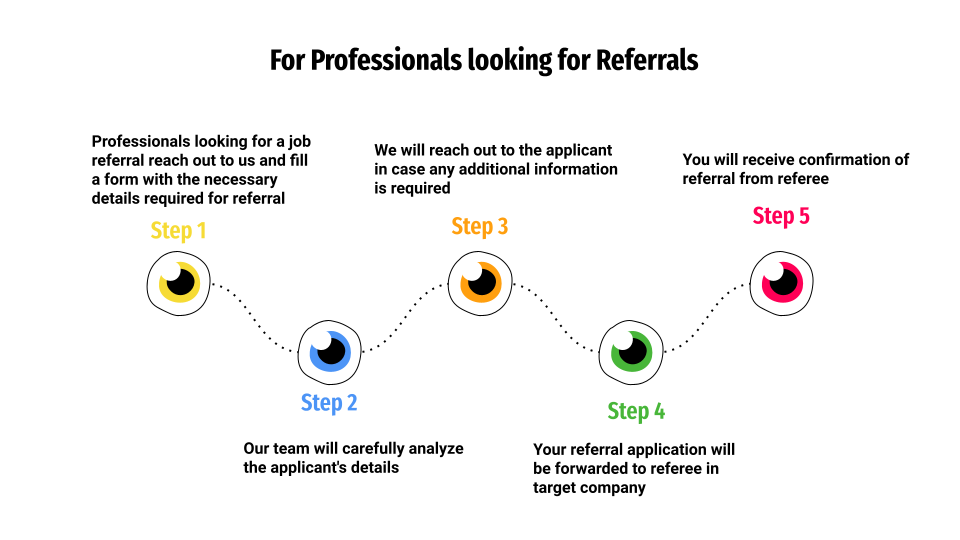 For Professionals looking for Referrals
Professionals looking for a job
referral reach out to us and fill
a form with the necessary
details required for referral
Step 1
Our team will carefully analyze
the applicant's details
Step 2
We will reach out to the applicant
in case any additional information
is required
Step 3
Your referral application will
be forwarded to referee in
target company
Step 4
You will receive confirmation of
referral from referee
Step 5